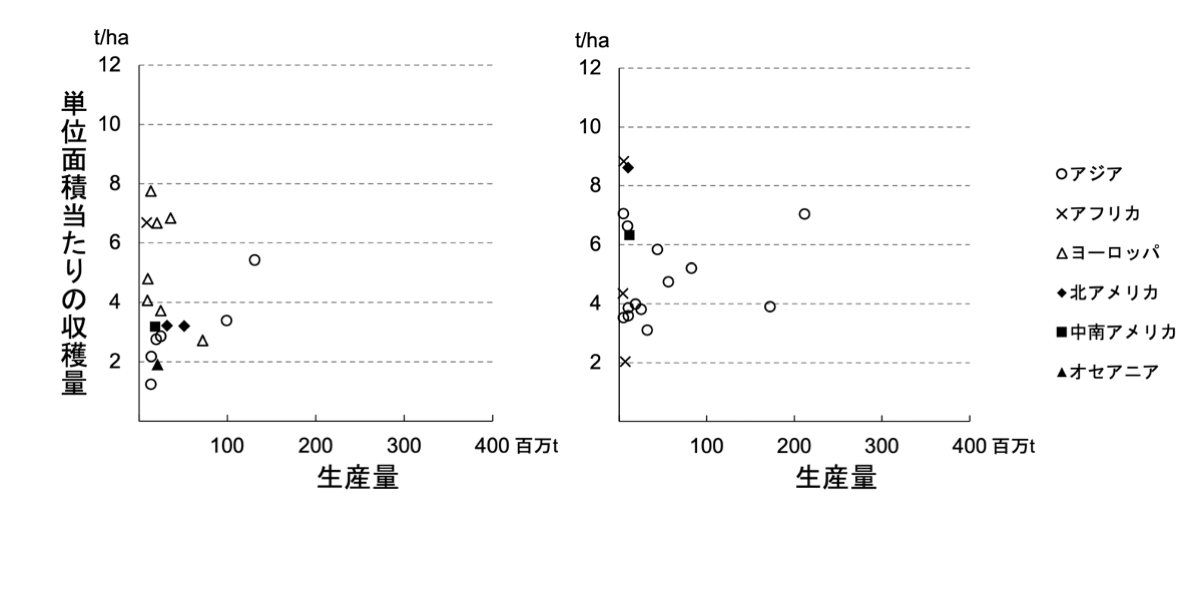 t/ha
単位面積当たりの収穫量
12
10
8
6
4
2
100
200
300
400 百万t
生産量
t/ha
12
10
8
6
4
2
100
200
300
400 百万t
生産量
アジア
アフリカ
ヨーロッパ
北アメリカ
中南アメリカ
オセアニア